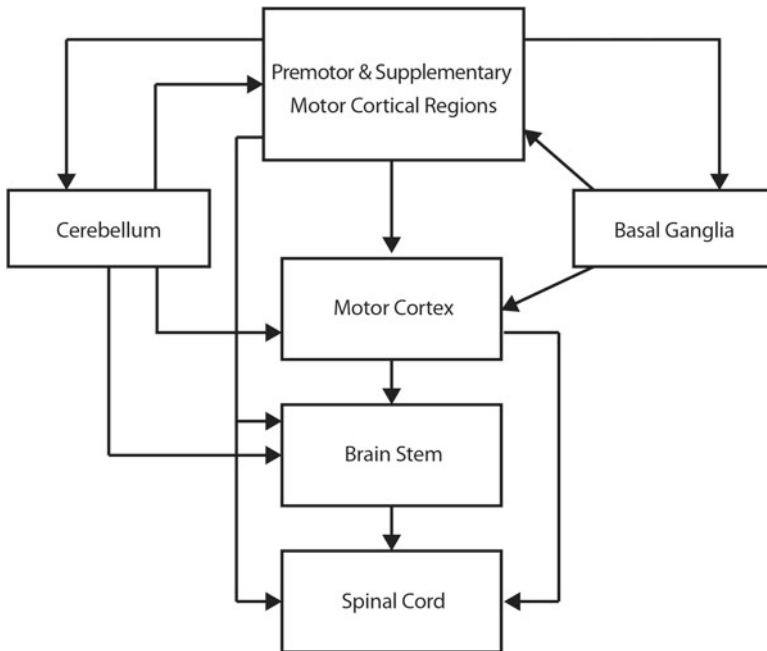 Premotor & Supplementary
Motor Cortical Regions
Cerebellum
Basal Ganglia
Motor Cortex
Brain Stem
Spinal Cord